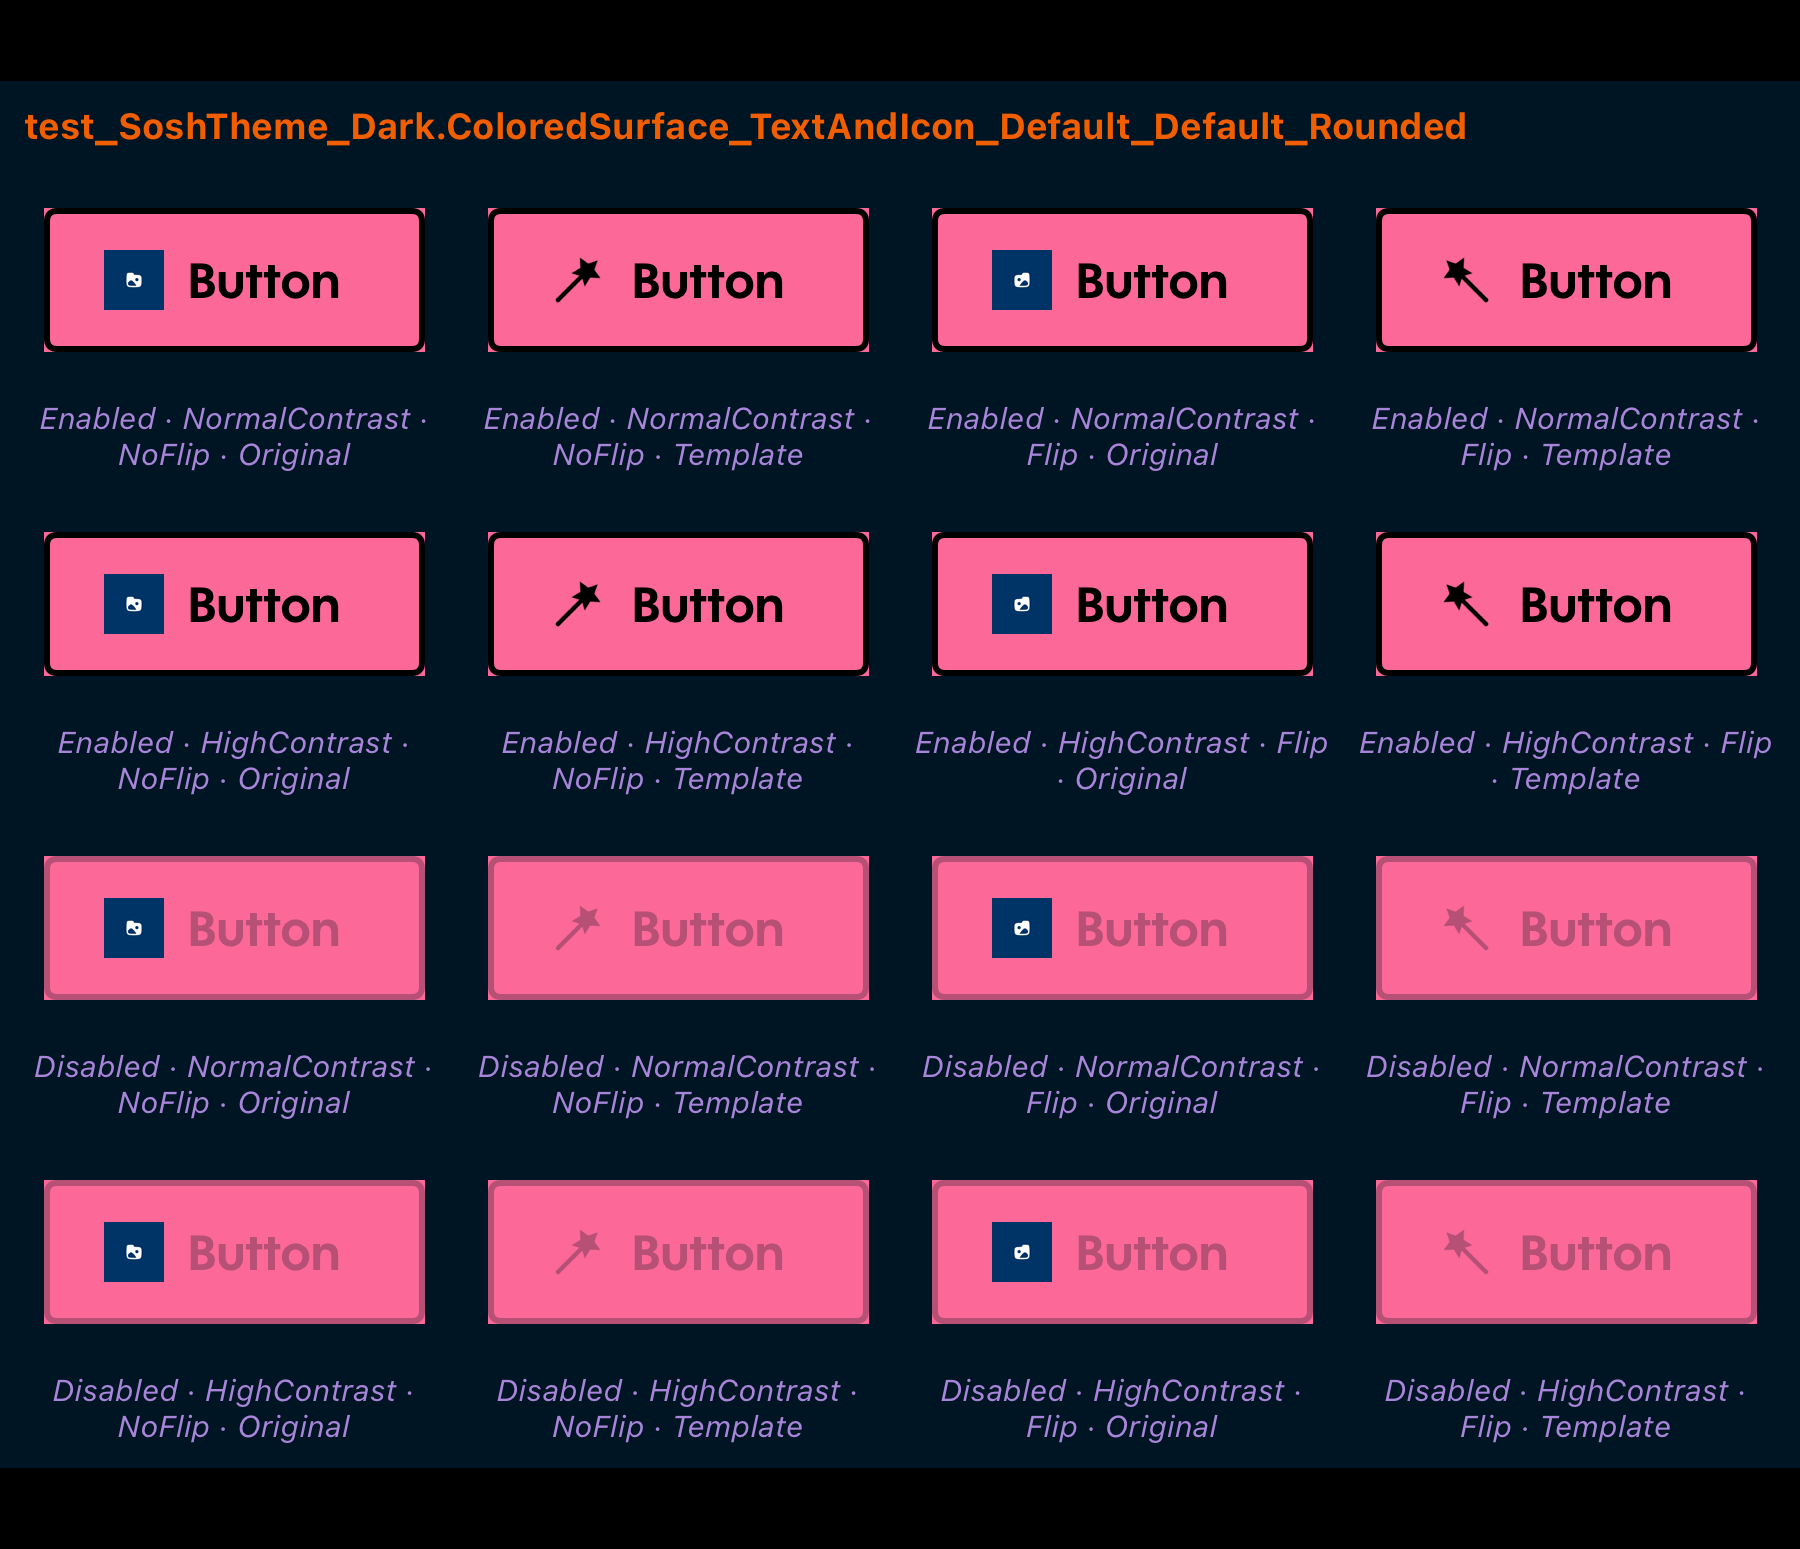 test_SoshTheme_Dark.ColoredSurface_TextAndIcon_Default_Default_Rounded
Button Button Button Button
Enabled · NormalContrast · Enabled · NormalContrast · Enabled · NormalContrast · Enabled · NormalContrast ·
NoFlip · Original NoFlip · Template Flip · Original Flip · Template
Button Button Button Button
Enabled · HighContrast · Enabled · HighContrast · Enabled · HighContrast · Flip Enabled · HighContrast · Flip
NoFlip · Original NoFlip · Template · Original · Template
Button Button Button Button
Disabled · NormalContrast · Disabled · NormalContrast · Disabled · NormalContrast · Disabled · NormalContrast ·
NoFlip · Original NoFlip · Template Flip · Original Flip · Template
Button Button Button Button
Disabled · HighContrast · Disabled · HighContrast · Disabled · HighContrast · Disabled · HighContrast ·
NoFlip · Original NoFlip · Template Flip · Original Flip · Template